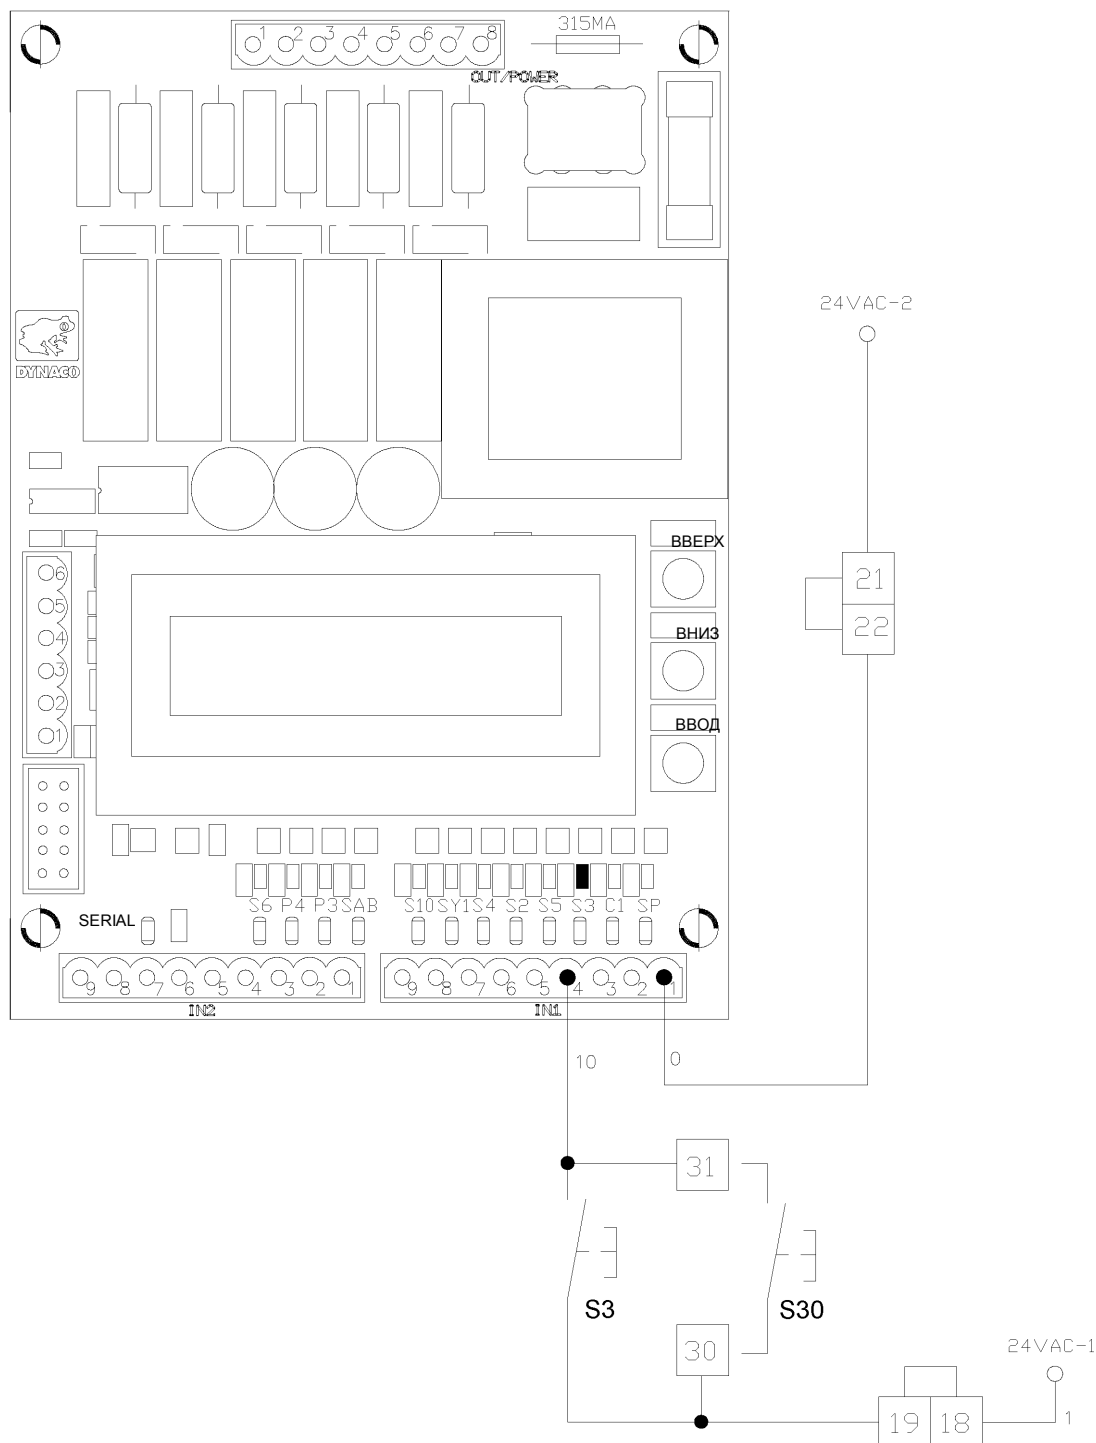 315MA
1 2 3 4 5 6 7 8
OUT/POWER
24VAC-2
DYNACO
ВВЕРХ
21
6
5
ВНИЗ
22
4
3
2
ВВОД
1
S6 P4 P3 SAB S10 SY1 S4 S2 S5 S3 C1 SP
SERIAL
9 8 7 6 5 4 3 2 1 9 8 7 6 5 4 3 2 1
IN2 IN1
10 0
31
S3 S30
30
24VAC-1
19 18 1